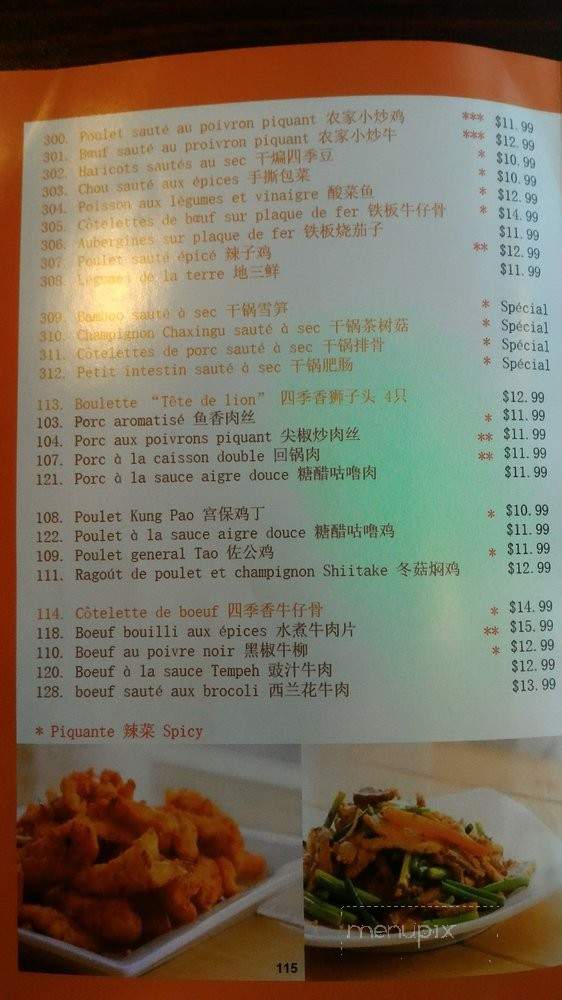 300. Poulet sauté au poivron piquant 农家小炒鸡 *** $11.99
301. Bœuf sauté au proivron piquant 农家小炒牛 *** $12.99
302. Haricots sautés au sec 干煸四季豆 * $10.99
303. Chou sauté aux épices 手撕包菜 * $10.99
304. Poisson aux légumes et vinaigre 酸菜鱼 * $12.99
305. Côtelettes de bœuf sur plaque de fer 铁板牛仔骨 * $14.99
306. Aubergines sur plaque de fer 铁板烧茄子 $11.99
307. Poulet sauté épicé 辣子鸡 ** $12.99
308. Légumes de la terre 地三鲜 $11.99
309. Bamboo sauté à sec 干锅雪笋 * Spécial
310. Champignon Chaxingu sauté à sec 干锅茶树菇 * Spécial
311. Côtelettes de porc sauté à sec 干锅排骨 * Spécial
312. Petit intestin sauté à sec 干锅肥肠 * Spécial
113. Boulette “Tête de lion” 四季香狮子头 4只 $12.99
103. Porc aromatisé 鱼香肉丝 * $11.99
104. Porc aux poivrons piquant 尖椒炒肉丝 ** $11.99
107. Porc à la caisson double 回锅肉 ** $11.99
121. Porc à la sauce aigre douce 糖醋咕噜肉 $11.99
108. Poulet Kung Pao 宫保鸡丁 * $10.99
122. Poulet à la sauce aigre douce 糖醋咕噜鸡 $11.99
109. Poulet general Tao 佐公鸡 * $11.99
111. Ragoút de poulet et champignon Shiitake 冬菇焖鸡 $12.99
114. Côtelette de boeuf 四季香牛仔骨 * $14.99
118. Boeuf bouilli aux épices 水煮牛肉片 ** $15.99
110. Boeuf au poivre noir 黑椒牛柳 * $12.99
120. Boeuf à la sauce Tempeh 豉汁牛肉 $12.99
128. boeuf sauté aux brocoli 西兰花牛肉 $13.99
* Piquante 辣菜 Spicy
menupix
115